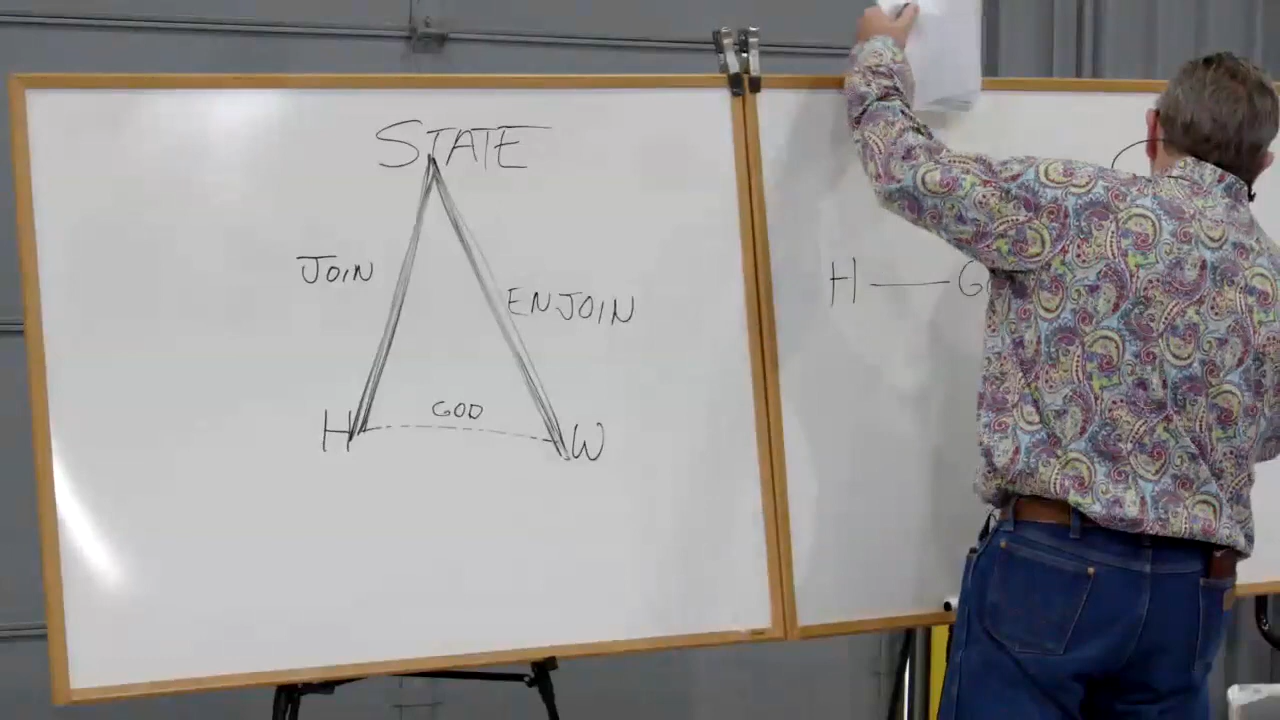 STATE
JOIN
ENJOIN
GOD
H W
H — G